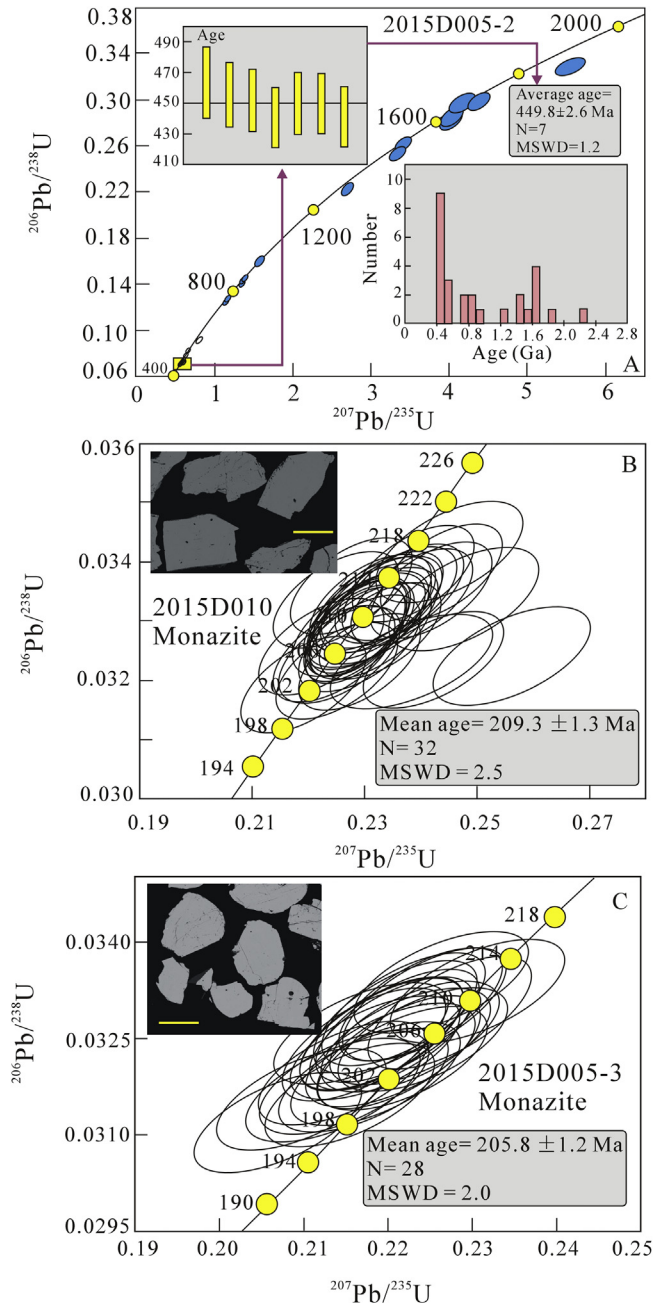 0.38
0.34
0.30
0.26
0.22
0.18
0.14
0.10
0.06
206Pb/238U
Age
490
470
450
430
410
2015D005-2
2000
1600
1200
800
400
Average age=
449.8±2.6 Ma
N=7
MSWD=1.2
10
8
6
4
2
0
Number
0 0.4 0.8 1.2 1.6 2.0 2.4 2.8
Age (Ga)
A
0 1 2 3 4 5 6
207Pb/235U
0.036
0.034
0.032
0.030
206Pb/238U
B
226
222
218
202
198
194
2015D010
Monazite
Mean age= 209.3 ±1.3 Ma
N= 32
MSWD = 2.5
0.19 0.21 0.23 0.25 0.27
207Pb/235U
0.0340
0.0325
0.0310
0.0295
206Pb/238U
C
218
214
210
206
202
198
194
190
2015D005-3
Monazite
Mean age= 205.8 ±1.2 Ma
N= 28
MSWD = 2.0
0.19 0.20 0.21 0.22 0.23 0.24 0.25
207Pb/235U